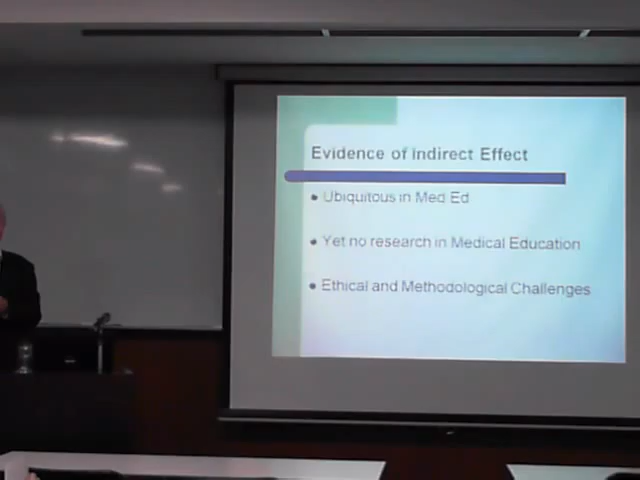 Evidence of Indirect Effect
• Ubiquitous in Med Ed
• Yet no research in Medical Education
• Ethical and Methodological Challenges